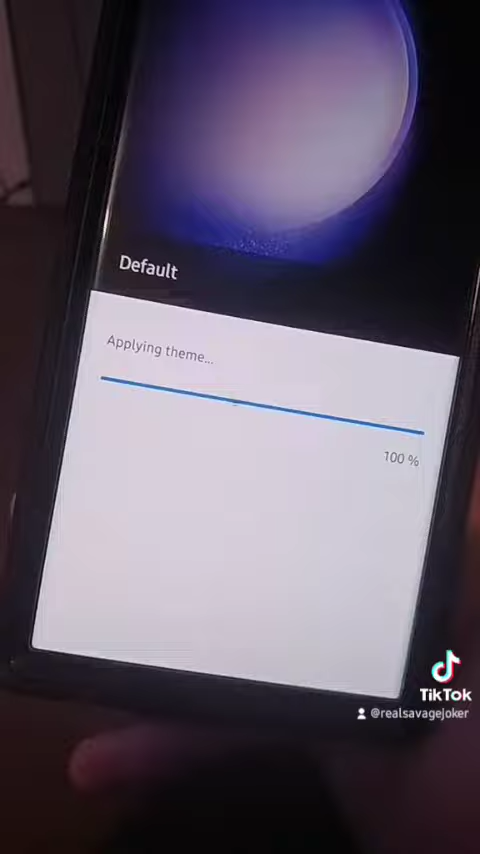 Default
Applying theme...
100 %
TikTok
@realsavagejoker